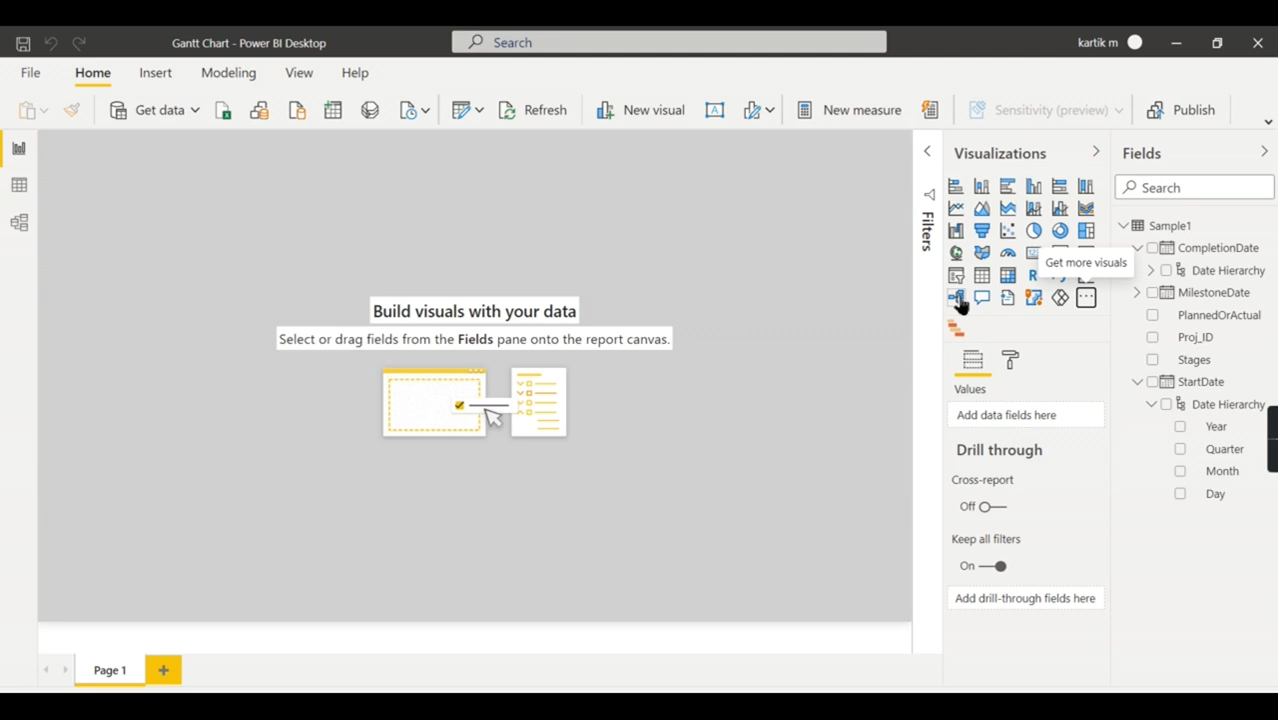 Gantt Chart - Power BI Desktop
Search
kartik m
File
Home
Insert
Modeling
View
Help
Get data
Refresh
New visual
New measure
Sensitivity (preview)
Publish
Filters
Visualizations
Get more visuals
R
Values
Add data fields here
Drill through
Cross-report
Off
Keep all filters
On
Add drill-through fields here
Fields
Search
Sample1
CompletionDate
Date Hierarchy
MilestoneDate
PlannedOrActual
Proj_ID
Stages
StartDate
Date Hierarchy
Year
Quarter
Month
Day
Build visuals with your data
Select or drag fields from the Fields pane onto the report canvas.
Page 1